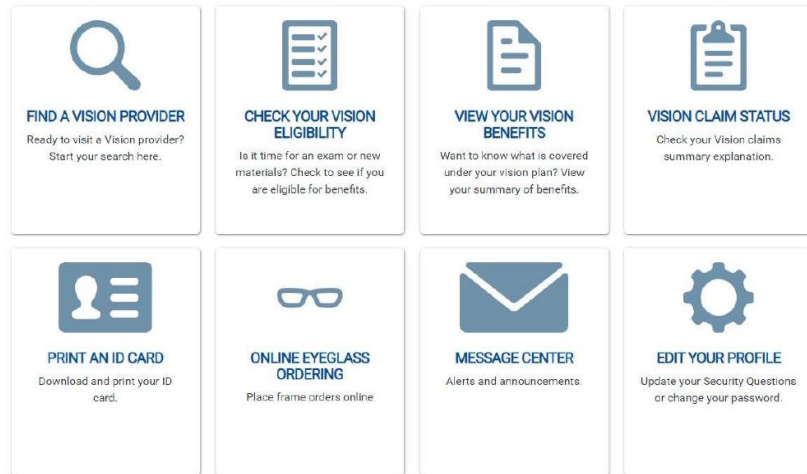 FIND A VISION PROVIDER
Ready to visit a Vision provider?
Start your search here.
CHECK YOUR VISION
ELIGIBILITY
Is it time for an exam or new
materials? Check to see if you
are eligible for benefits.
VIEW YOUR VISION
BENEFITS
Want to know what is covered
under your vision plan? View
your summary of benefits.
VISION CLAIM STATUS
Check your Vision claims
summary explanation.
PRINT AN ID CARD
Download and print your ID
card.
ONLINE EYEGLASS
ORDERING
Place frame orders online
MESSAGE CENTER
Alerts and announcements.
EDIT YOUR PROFILE
Update your Security Questions
or change your password.